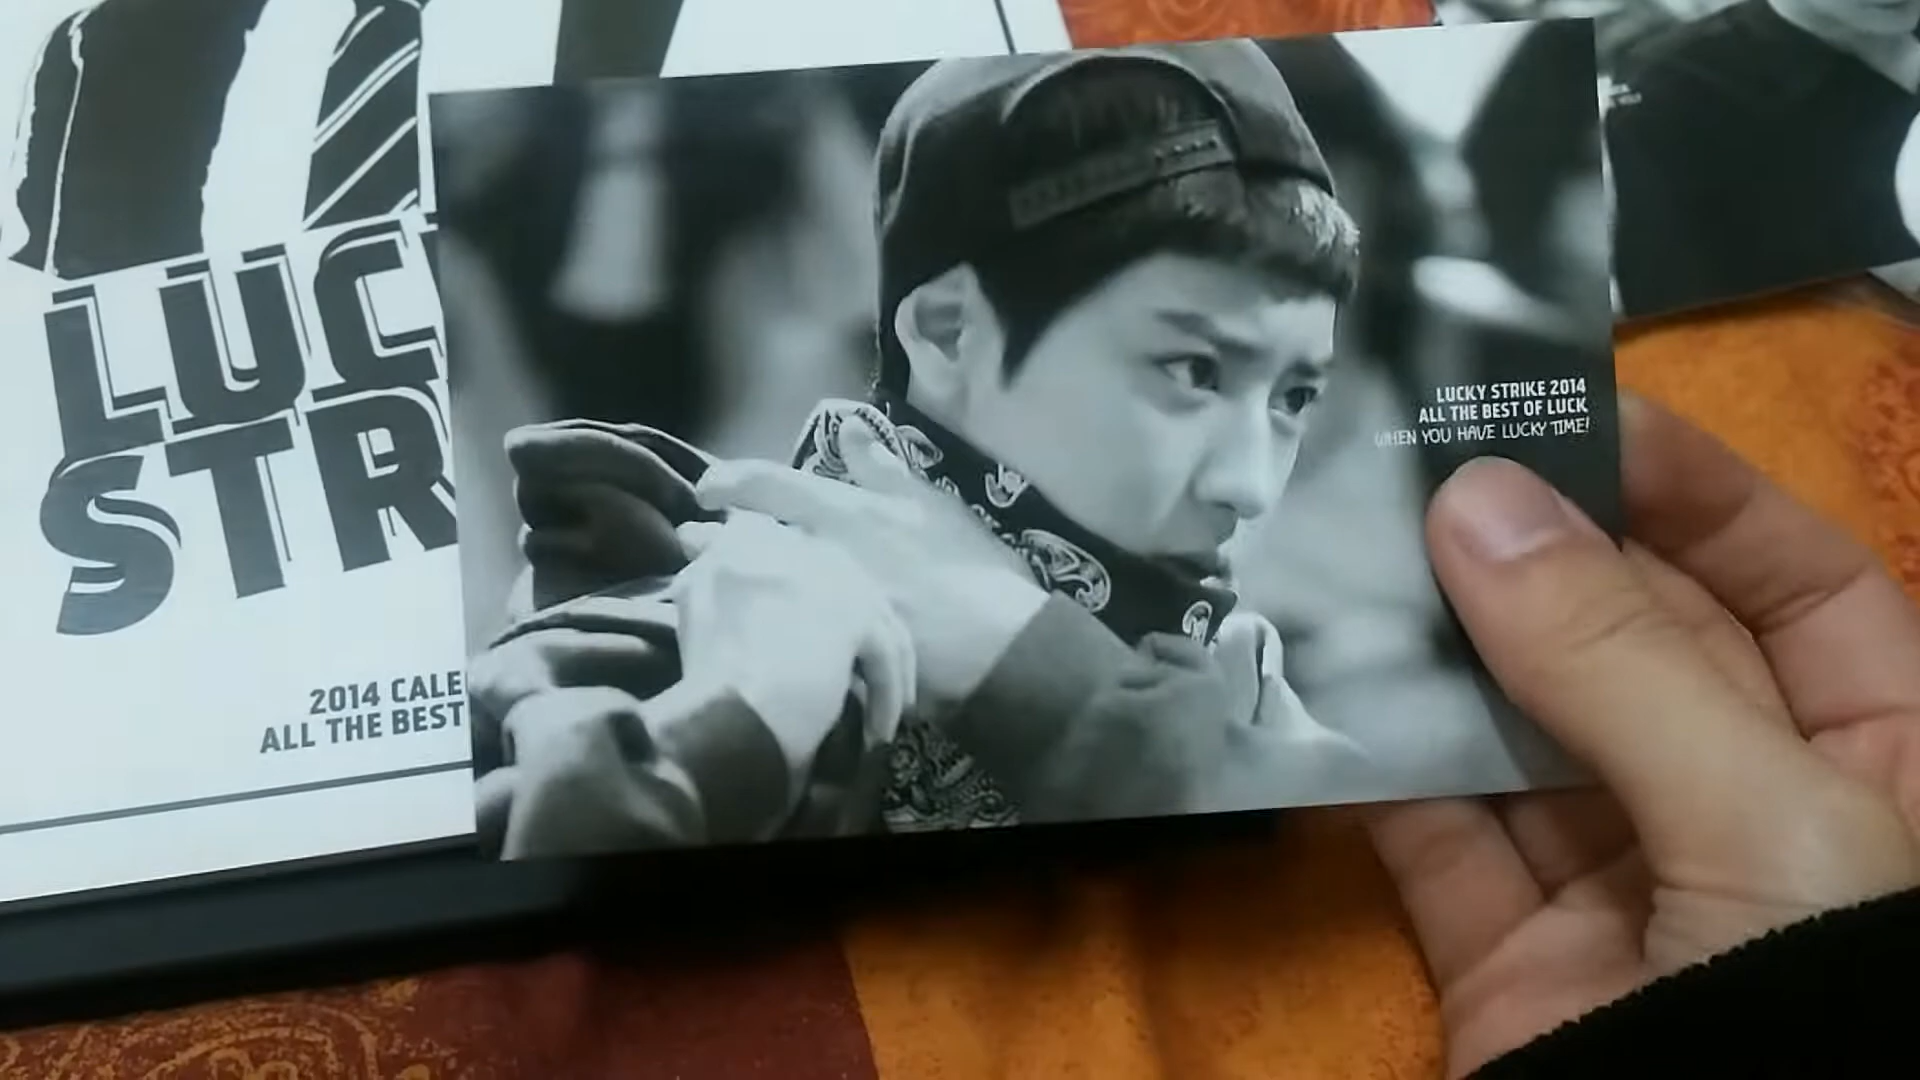 LUC
STR
2014 CALE
ALL THE BEST
LUCKY STRIKE 2014
ALL THE BEST OF LUCK
WHEN YOU HAVE LUCKY TIME!